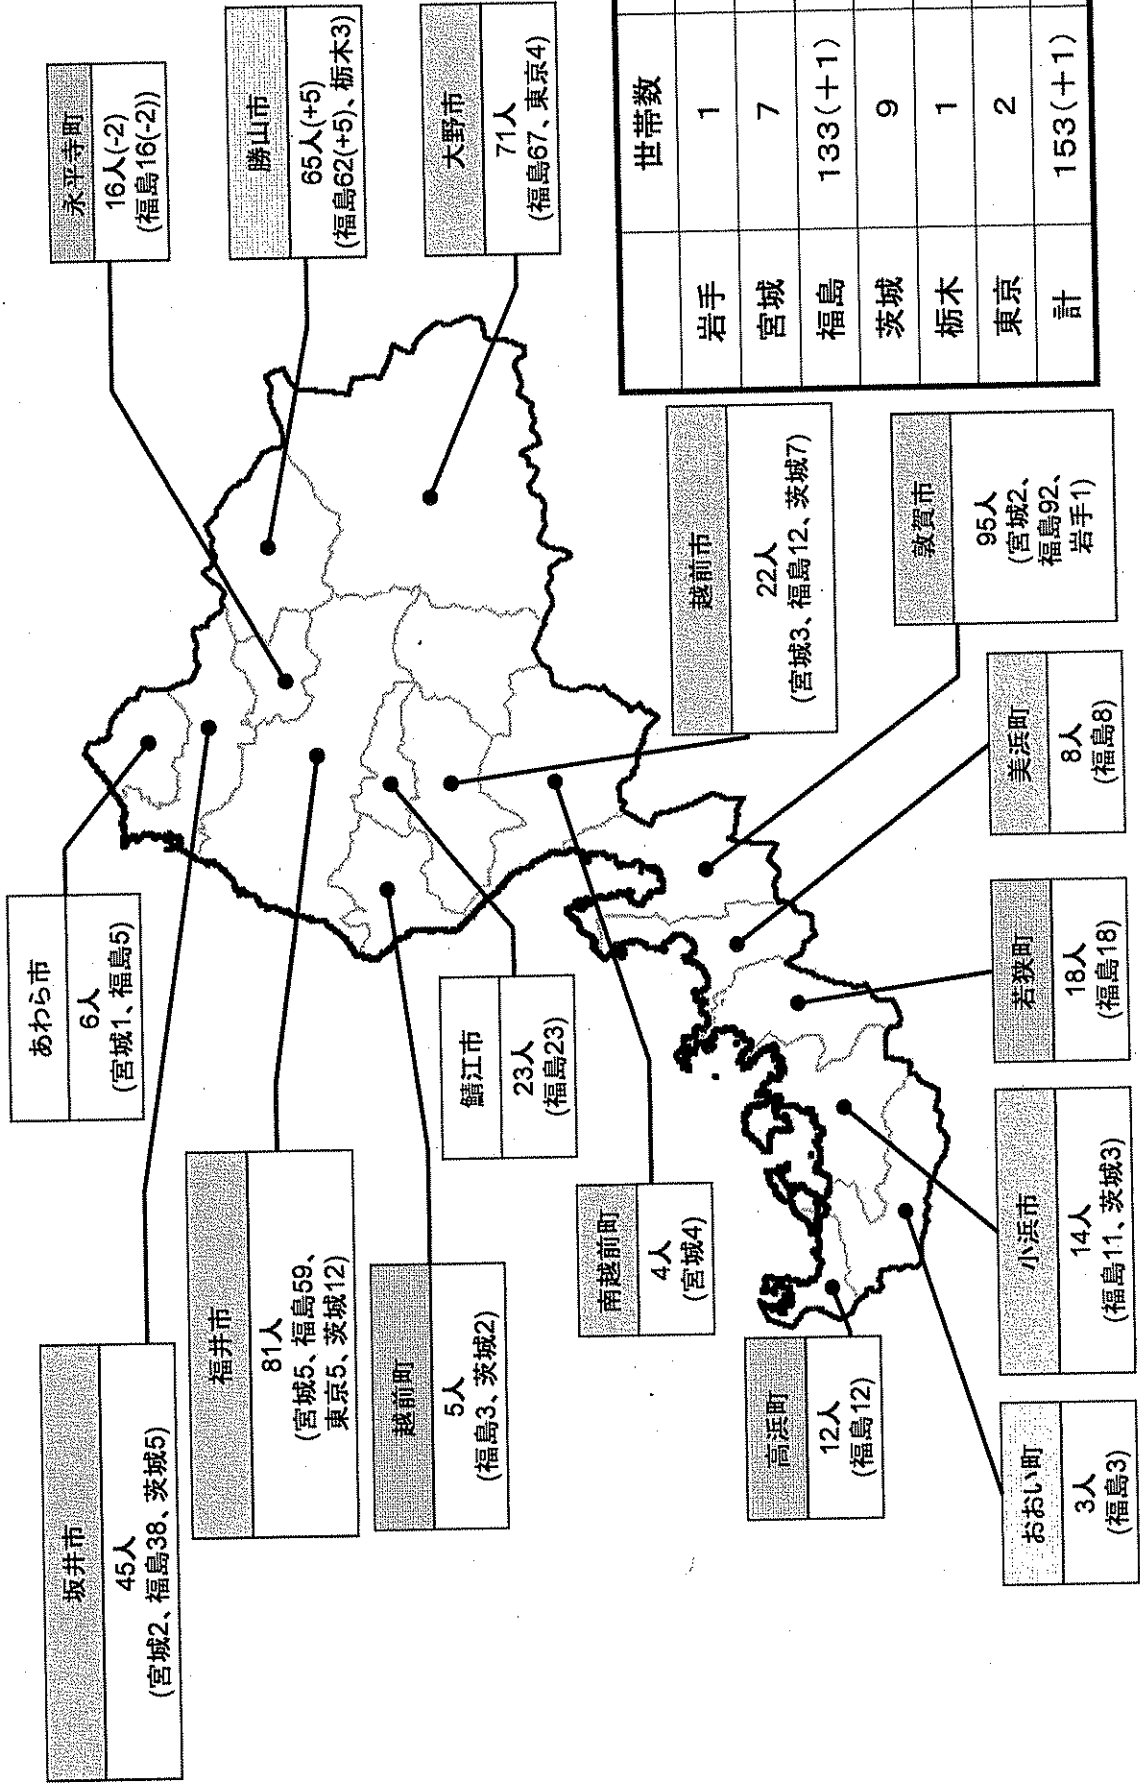 坂井市
45人
(宮城2、福島38、茨城5)
あわら市
6人
(宮城1、福島5)
永平寺町
16人(-2)
(福島16(-2))
福井市
81人
(宮城5、福島59、
東京5、茨城12)
勝山市
65人(+5)
(福島62(+5)、栃木3)
越前町
5人
(福島3、茨城2)
鯖江市
23人
(福島23)
大野市
71人
(福島67、東京4)
南越前町
4人
(宮城4)
越前市
22人
(宮城3、福島12、茨城7)
高浜町
12人
(福島12)
敦賀市
95人
(宮城2、
福島92、
岩手1)
おおい町
3人
(福島3)
小浜市
14人
(福島11、茨城3)
若狭町
18人
(福島18)
美浜町
8人
(福島8)
世帯数
岩手 1
宮城 7
福島 133(+1)
茨城 9
栃木 1
東京 2
計 153(+1)